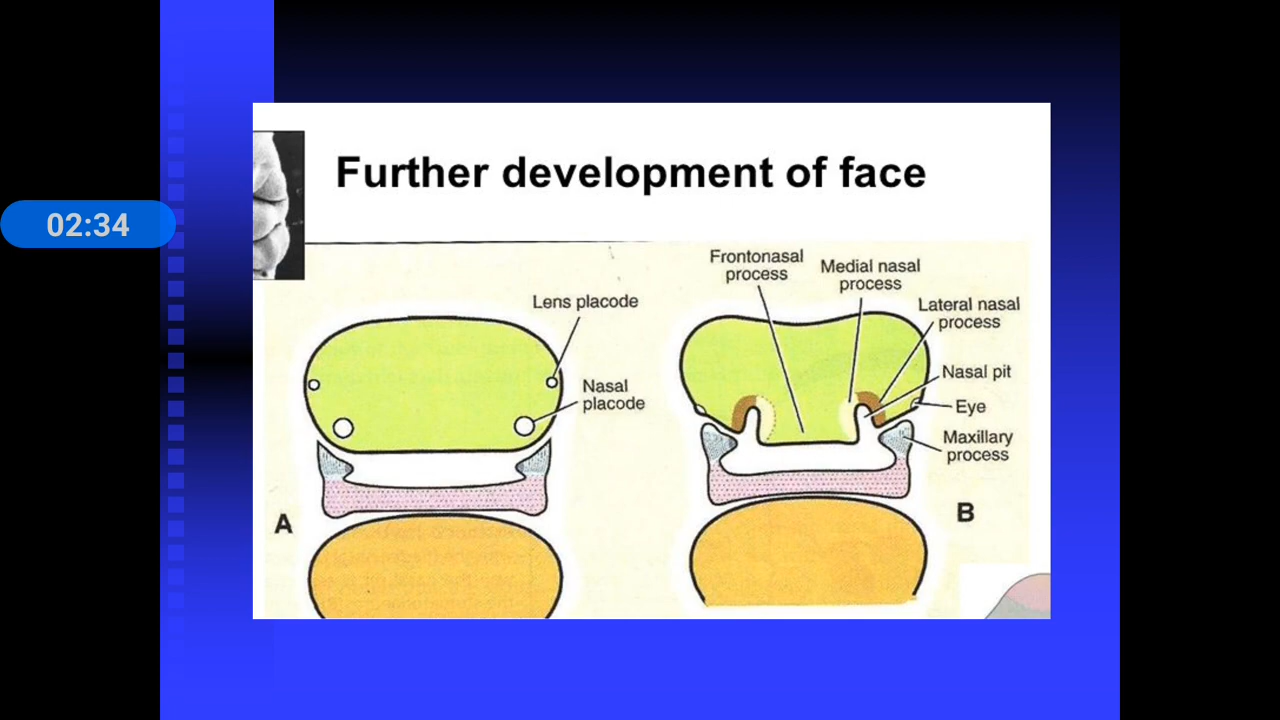 02:34
Further development of face
Lens placode
Nasal
placode
A
Frontonasal
process
Medial nasal
process
Lateral nasal
process
Nasal pit
Eye
Maxillary
process
B